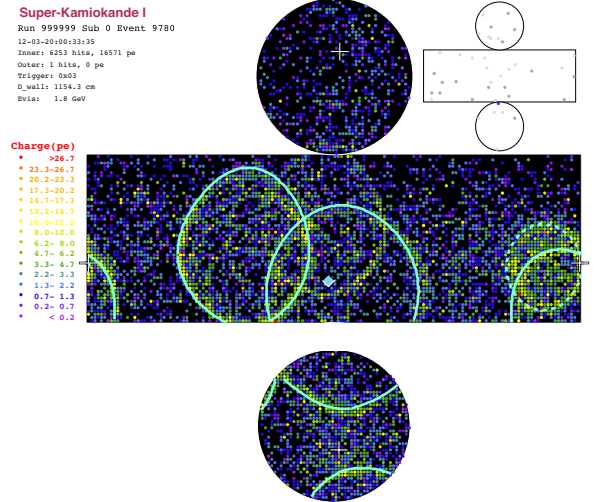 Super-Kamiokande I
Run 999999 Sub 0 Event 9780
12-03-20:00:33:35
Inner: 6253 hits, 16571 pe
Outer: 1 hits, 0 pe
Trigger: 0x03
D_wall: 1154.3 cm
Evis: 1.8 GeV
Charge(pe)
>26.7
23.3-26.7
20.2-23.3
17.3-20.2
14.7-17.3
12.2-14.7
10.0-12.2
8.0-10.0
6.2- 8.0
4.7- 6.2
3.3- 4.7
2.2- 3.3
1.3- 2.2
0.7- 1.3
0.2- 0.7
< 0.2